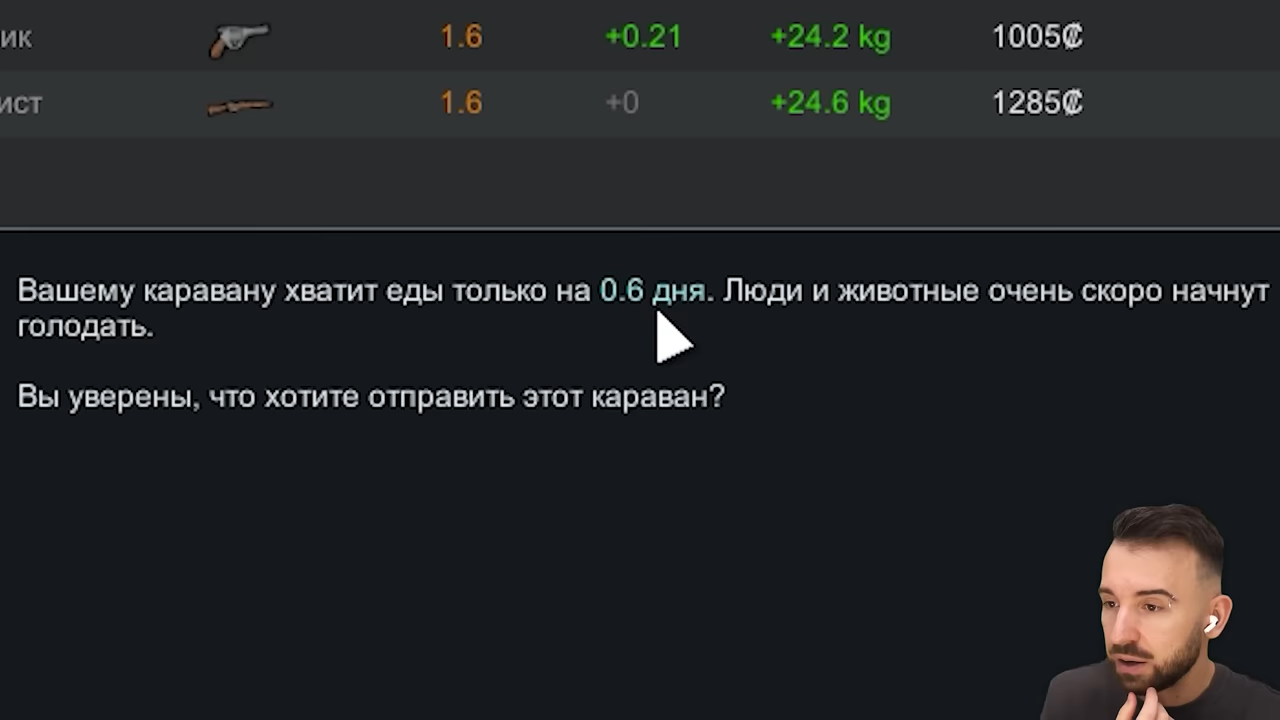 ик 1.6 +0.21 +24.2 kg 1005₡
ист 1.6 +0 +24.6 kg 1285₡
Вашему каравану хватит еды только на 0.6 дня. Люди и животные очень скоро начнут
голодать.
Вы уверены, что хотите отправить этот караван?